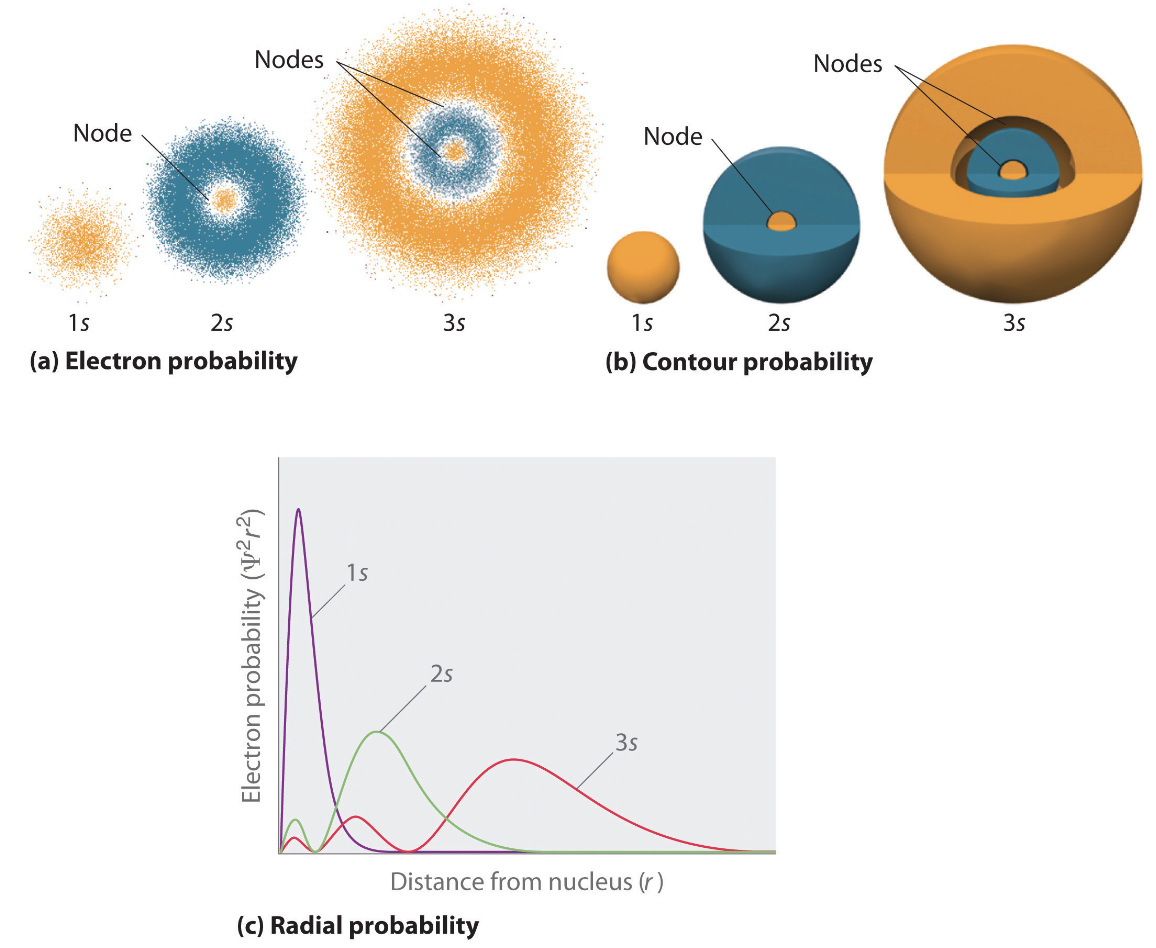 Nodes
Node
1s
2s
3s
(a) Electron probability
Nodes
Node
1s
2s
3s
(b) Contour probability
Electron probability (Ψ²r²)
1s
2s
3s
Distance from nucleus (r)
(c) Radial probability